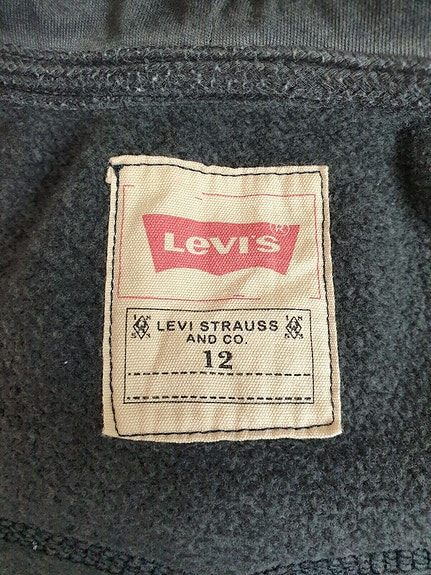 Levi's®
LEVI STRAUSS
AND CO.
12